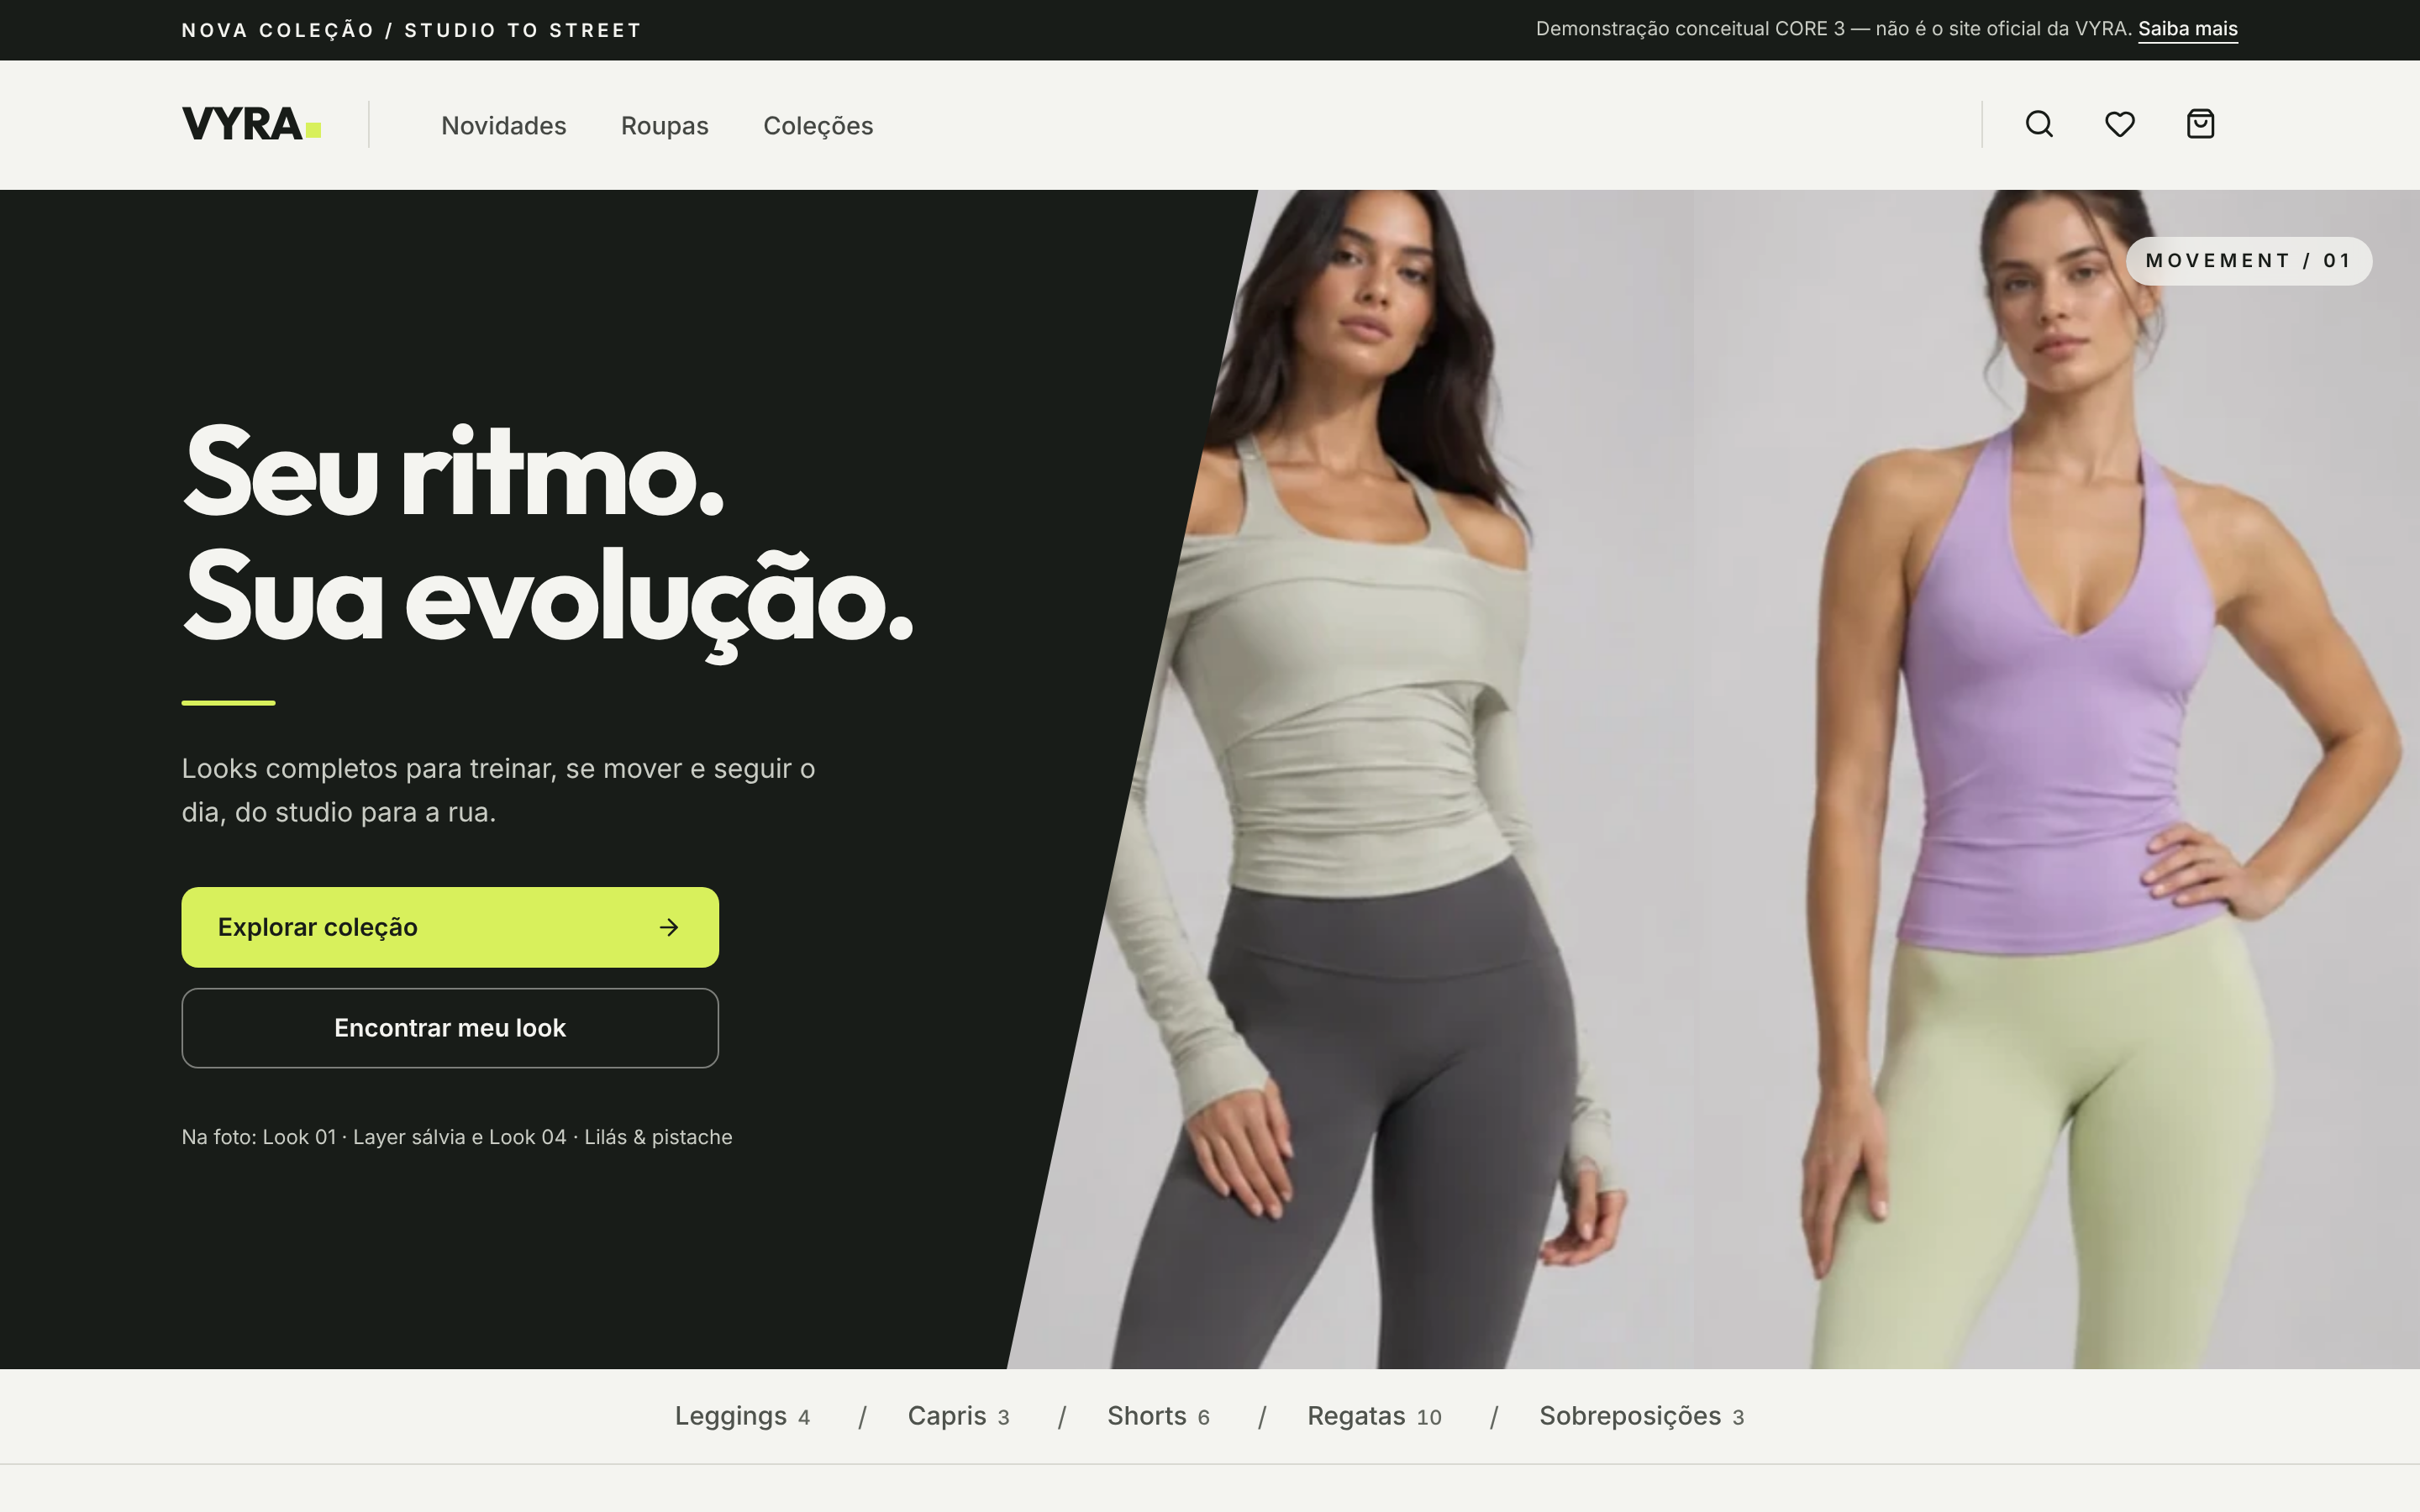 NOVA COLEÇÃO / STUDIO TO STREET
Demonstração conceitual CORE 3 — não é o site oficial da VYRA. Saiba mais
VYRA
Novidades
Roupas
Coleções
MOVEMENT / 01
Seu ritmo.
Sua evolução.
Looks completos para treinar, se mover e seguir o
dia, do studio para a rua.
Explorar coleção →
Encontrar meu look
Na foto: Look 01 · Layer sálvia e Look 04 · Lilás & pistache
Leggings 4 / Capris 3 / Shorts 6 / Regatas 10 / Sobreposições 3